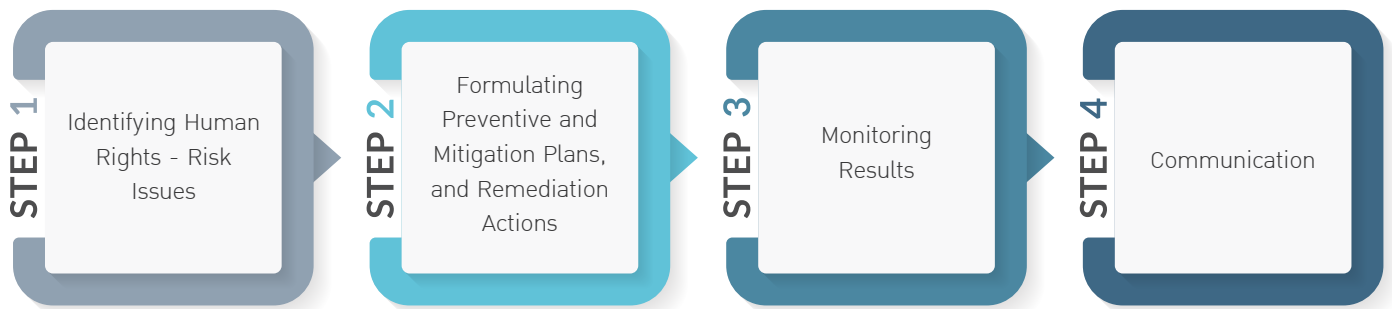 STEP 1
Identifying Human
Rights - Risk
Issues
STEP 2
Formulating
Preventive and
Mitigation Plans,
and Remediation
Actions
STEP 3
Monitoring
Results
STEP 4
Communication